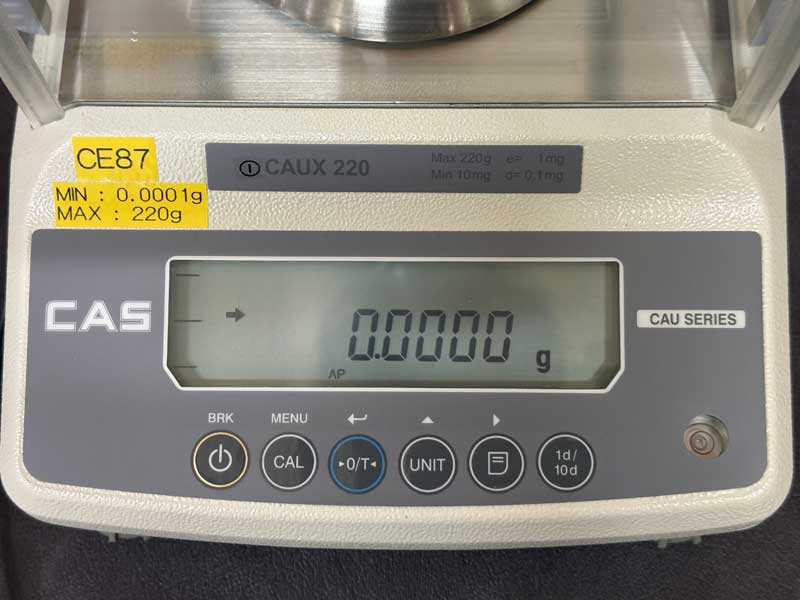 CE87
MIN : 0.0001g
MAX : 220g
CAUX 220
Max 220g e= 1mg
Min 10mg d= 0.1mg
CAS
0.0000 g
AP
CAU SERIES
BRK MENU
CAL 0/T UNIT 1d/
10d